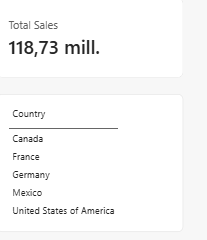 Total Sales
118,73 mill.
Country
Canada
France
Germany
Mexico
United States of America